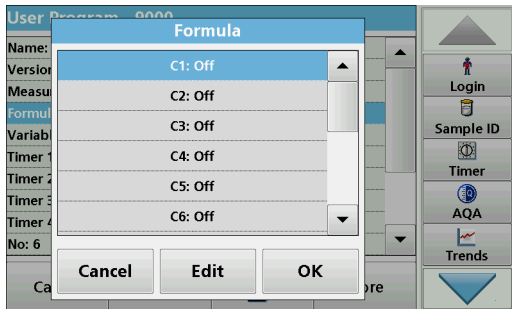 User Program 9000
Formula
Name:
Version
Measu
Formul
Variabl
Timer 1
Timer 2
Timer 3
Timer 4
No: 6
C1: Off
C2: Off
C3: Off
C4: Off
C5: Off
C6: Off
Cancel
Edit
OK
Ca
ore
Login
Sample ID
Timer
AQA
Trends